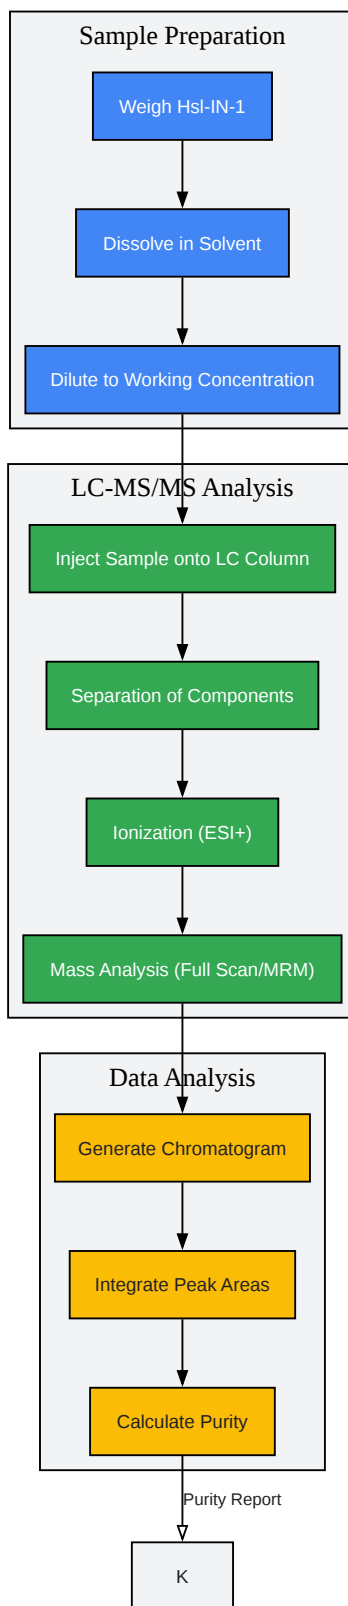 Sample Preparation
Weigh Hsl-IN-1
Dissolve in Solvent
Dilute to Working Concentration
LC-MS/MS Analysis
Inject Sample onto LC Column
Separation of Components
Ionization (ESI+)
Mass Analysis (Full Scan/MRM)
Data Analysis
Generate Chromatogram
Integrate Peak Areas
Calculate Purity
Purity Report
K